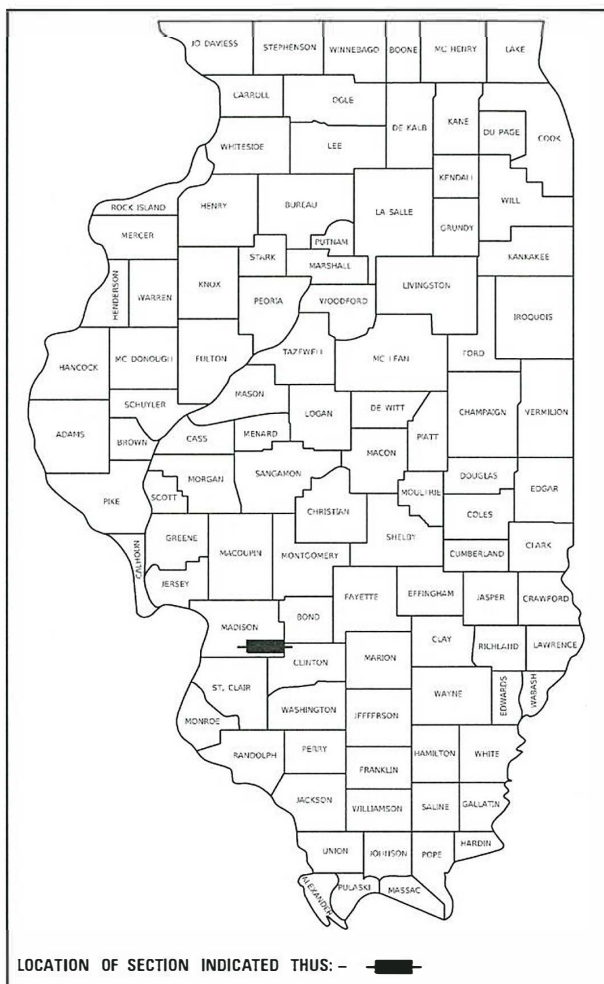 JO DAVIESS
STEPHENSON
WINNEBAGO
BOONE
MC HENRY
LAKE
CARROLL
OGLE
DE KALB
KANE
DU PAGE
COOK
WHITESIDE
LEE
KENDALL
WILL
ROCK ISLAND
HENRY
BUREAU
LA SALLE
GRUNDY
MERCER
PUTNAM
STARK
MARSHALL
KANKAKEE
HENDERSON
WARREN
KNOX
PEORIA
WOODFORD
LIVINGSTON
IROQUOIS
HANCOCK
MC DONOUGH
FULTON
TAZEWELL
MC LEAN
FORD
SCHUYLER
MASON
LOGAN
DE WITT
CHAMPAIGN
VERMILION
ADAMS
BROWN
CASS
MENARD
PIATT
MACON
PIKE
SCOTT
MORGAN
SANGAMON
CHRISTIAN
MOULTRIE
DOUGLAS
EDGAR
COLES
CALHOUN
GREENE
MACOUPIN
MONTGOMERY
SHELBY
CUMBERLAND
CLARK
JERSEY
FAYETTE
EFFINGHAM
JASPER
CRAWFORD
MADISON
BOND
CLAY
RICHLAND
LAWRENCE
CLINTON
MARION
ST. CLAIR
WAYNE
EDWARDS
WABASH
MONROE
WASHINGTON
JEFFERSON
RANDOLPH
PERRY
HAMILTON
WHITE
FRANKLIN
JACKSON
WILLIAMSON
SALINE
GALLATIN
UNION
JOHNSON
POPE
HARDIN
ALEXANDER
PULASKI
MASSAC
LOCATION OF SECTION INDICATED THUS: –